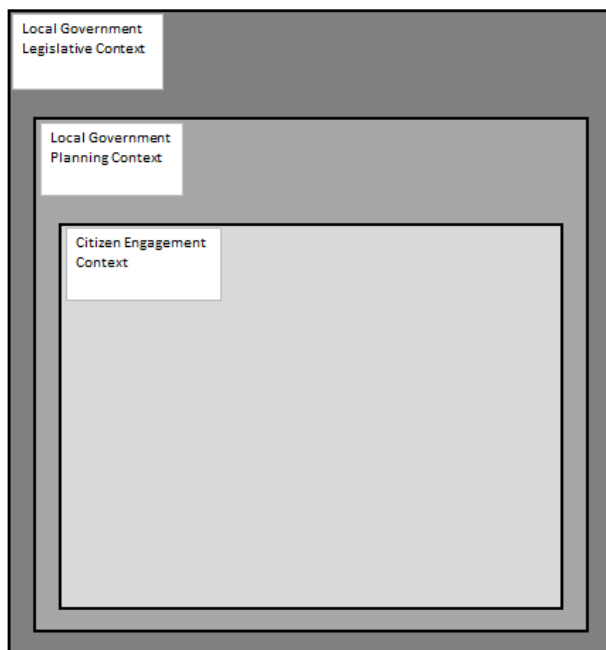 Local Government
Legislative Context
Local Government
Planning Context
Citizen Engagement
Context